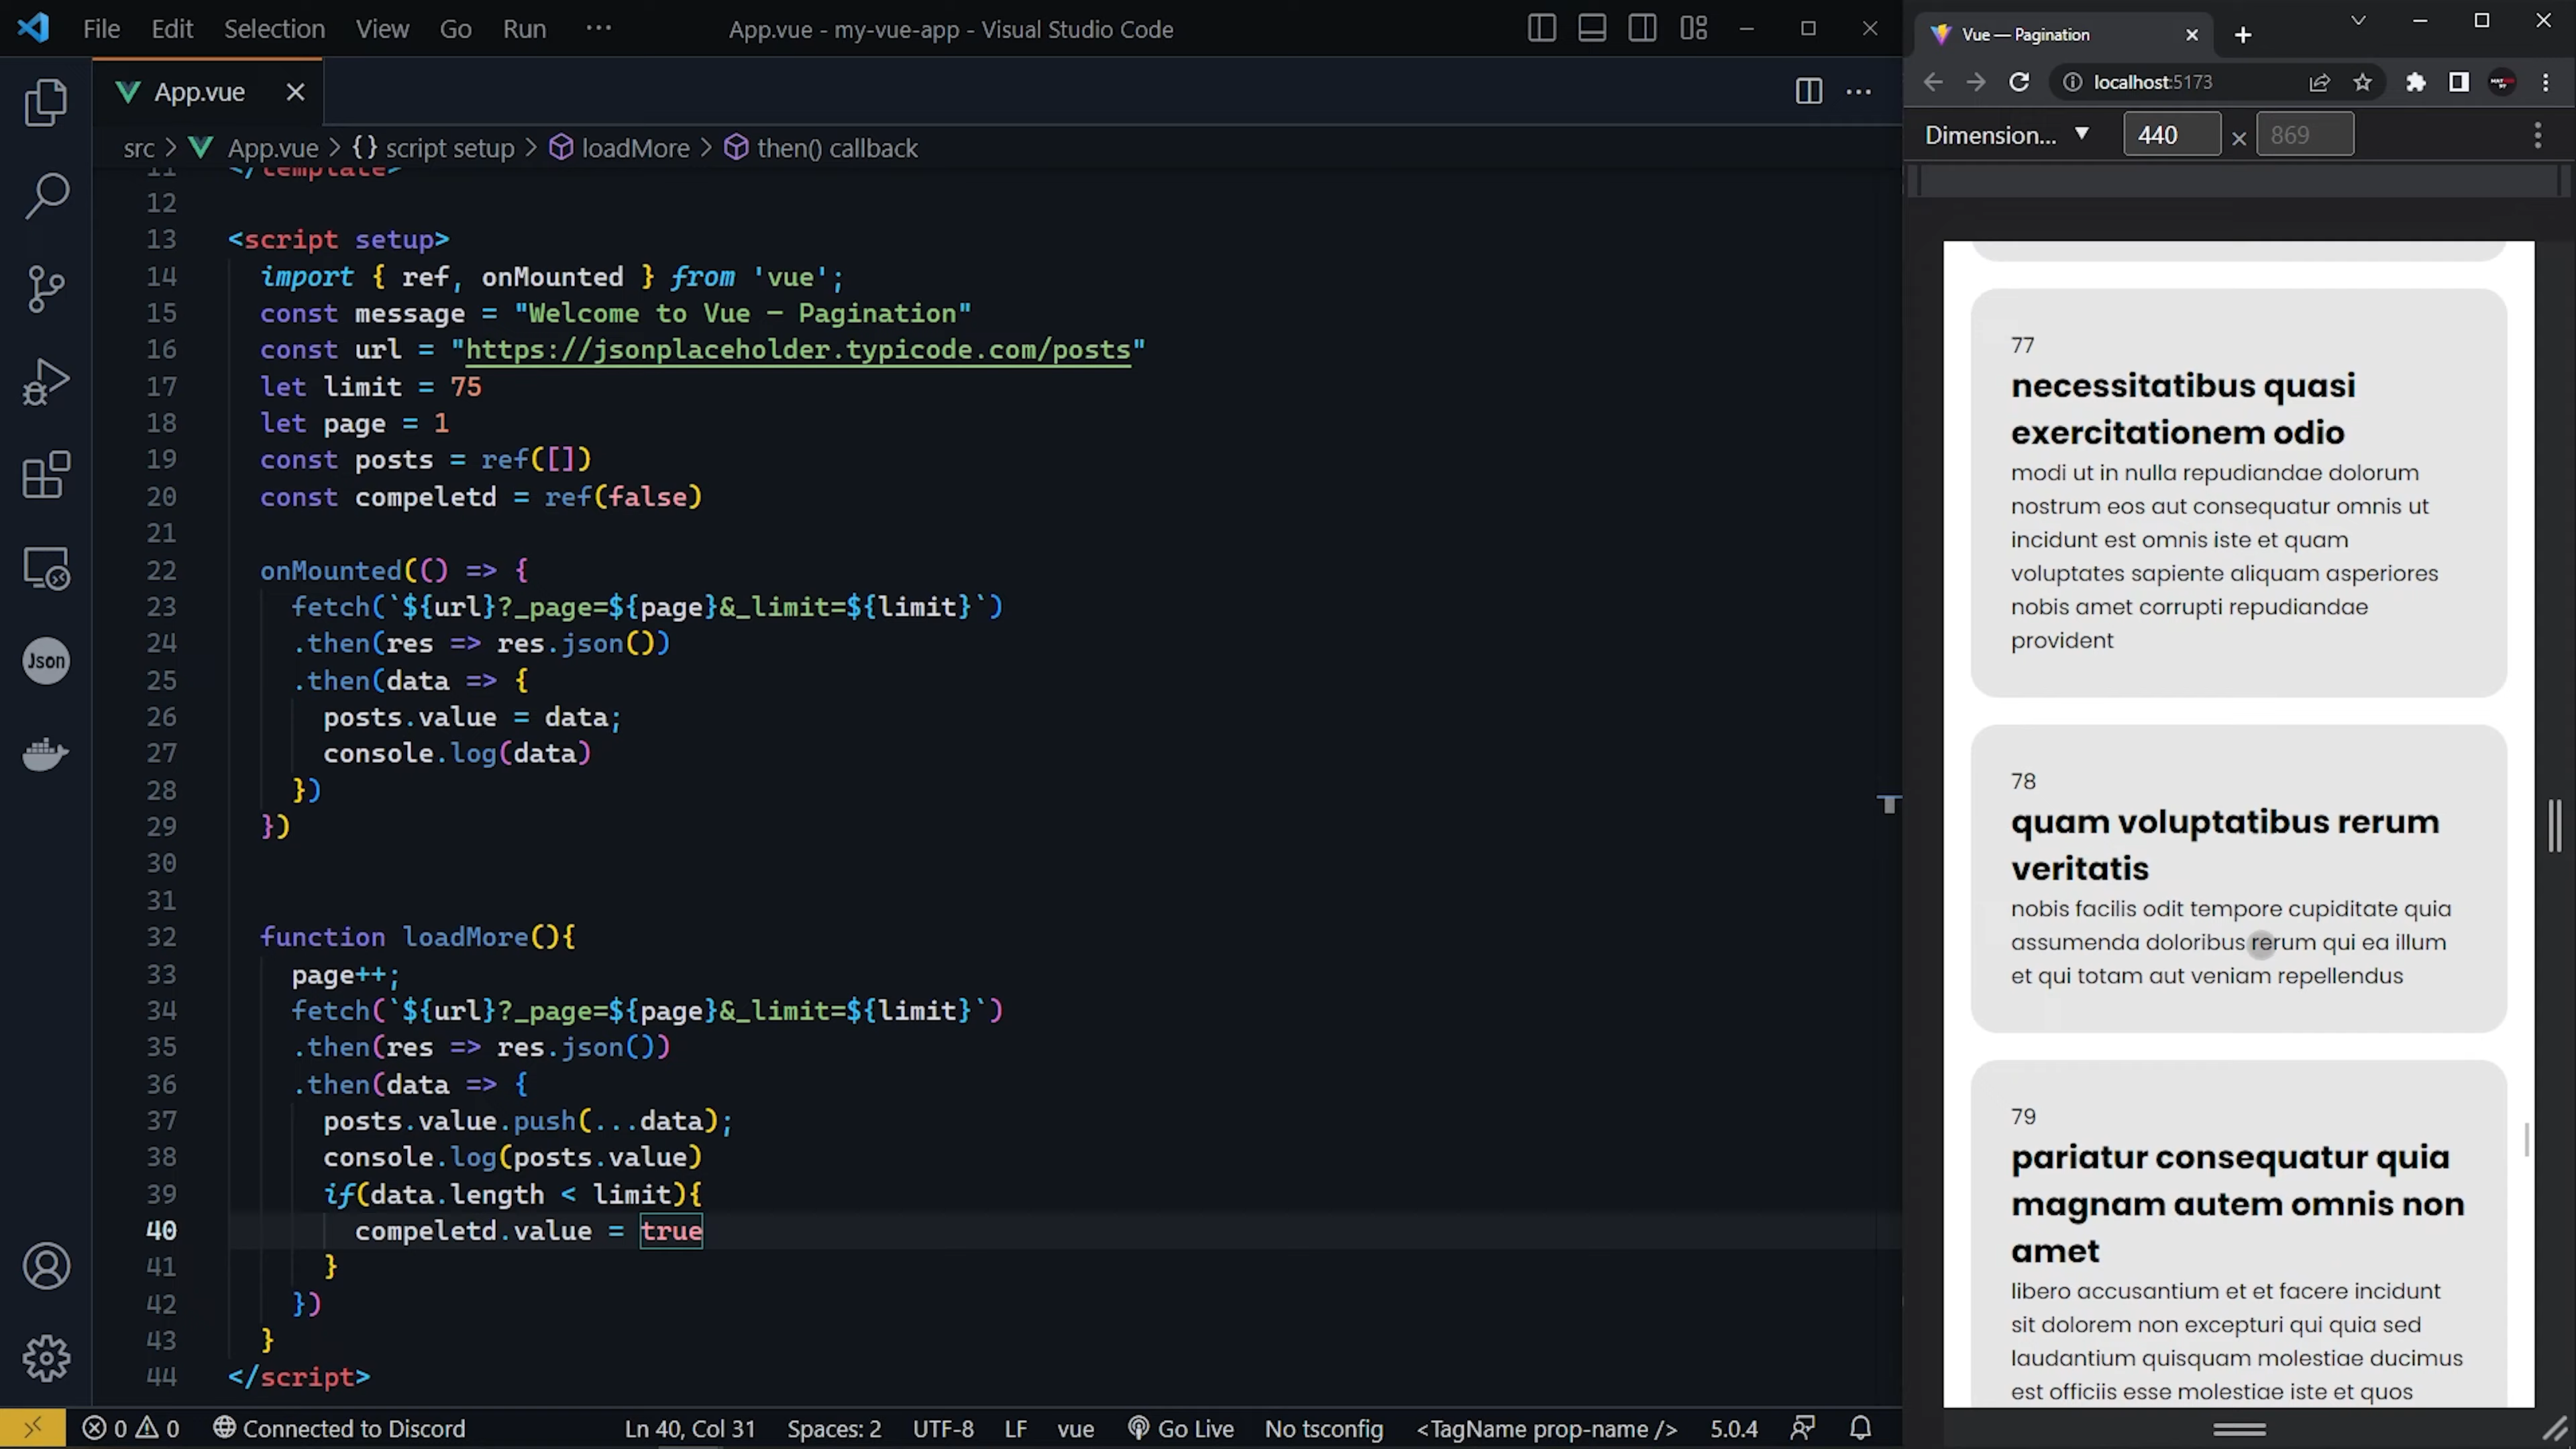 File Edit Selection View Go Run ··· App.vue - my-vue-app - Visual Studio Code
App.vue
src > App.vue > {} script setup > loadMore > then() callback
11 </template>
12
13 <script setup>
14 import { ref, onMounted } from 'vue';
15 const message = "Welcome to Vue — Pagination"
16 const url = "https://jsonplaceholder.typicode.com/posts"
17 let limit = 75
18 let page = 1
19 const posts = ref([])
20 const compeletd = ref(false)
21
22 onMounted(() => {
23 fetch(`${url}?_page=${page}&_limit=${limit}`)
24 .then(res => res.json())
25 .then(data => {
26 posts.value = data;
27 console.log(data)
28 })
29 })
30
31
32 function loadMore(){
33 page++;
34 fetch(`${url}?_page=${page}&_limit=${limit}`)
35 .then(res => res.json())
36 .then(data => {
37 posts.value.push(...data);
38 console.log(posts.value)
39 if(data.length < limit){
40 compeletd.value = true
41 }
42 })
43 }
44 </script>
Json
0 0 Connected to Discord Ln 40, Col 31 Spaces: 2 UTF-8 LF vue Go Live No tsconfig <TagName prop-name /> 5.0.4
Vue — Pagination
localhost:5173
Dimension... 440 × 869
77
necessitatibus quasi
exercitationem odio
modi ut in nulla repudiandae dolorum
nostrum eos aut consequatur omnis ut
incidunt est omnis iste et quam
voluptates sapiente aliquam asperiores
nobis amet corrupti repudiandae
provident
78
quam voluptatibus rerum
veritatis
nobis facilis odit tempore cupiditate quia
assumenda doloribus rerum qui ea illum
et qui totam aut veniam repellendus
79
pariatur consequatur quia
magnam autem omnis non
amet
libero accusantium et et facere incidunt
sit dolorem non excepturi qui quia sed
laudantium quisquam molestiae ducimus
est officiis esse molestiae iste et quos